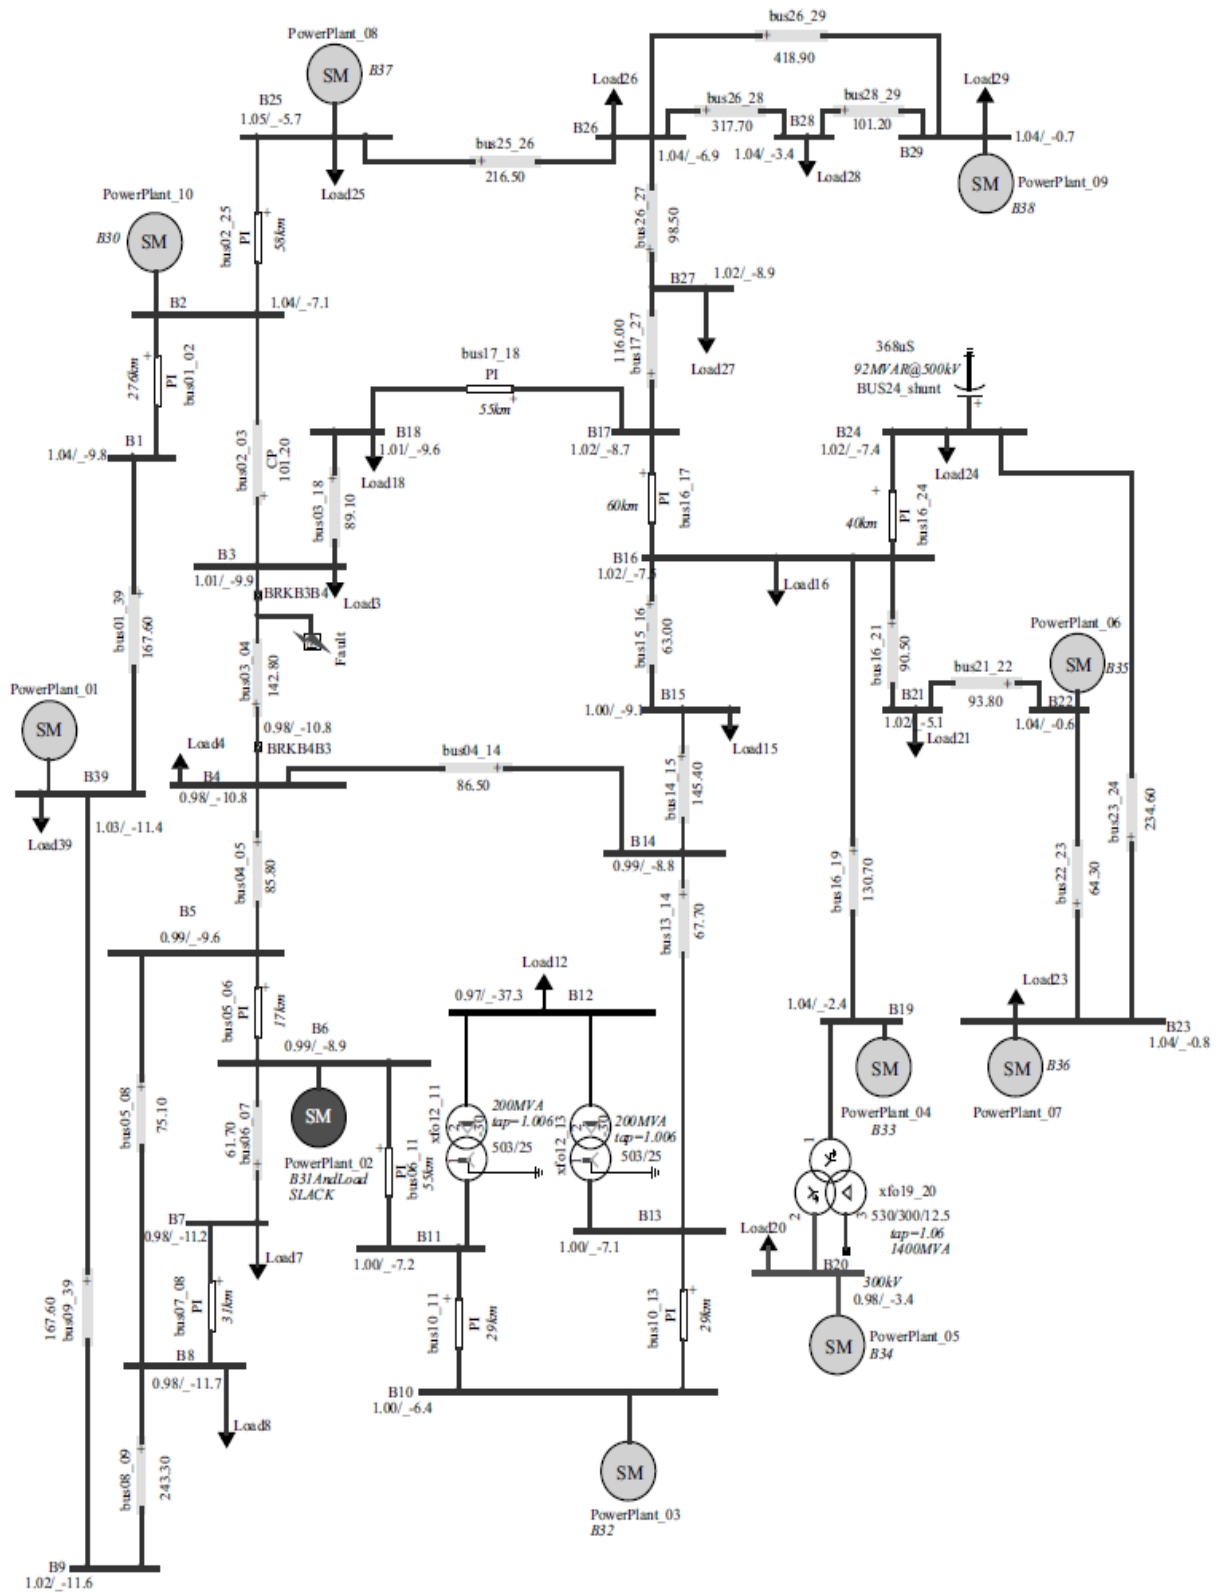 bus26_29
418.90
PowerPlant_08
SM
B37
B25
1.05/_-5.7
Load25
bus25_26
216.50
Load26
B26
1.04/_-6.9
bus26_28
317.70
B28
1.04/_-3.4
Load28
bus28_29
101.20
B29
Load29
1.04/_-0.7
SM
PowerPlant_09
B38
PowerPlant_10
B30
SM
B2
1.04/_-7.1
bus02_25
PI
58km
276km
PI
bus01_02
B1
1.04/_-9.8
bus26_27
98.50
B27
1.02/_-8.9
Load27
116.00
bus17_27
bus17_18
PI
55km
B18
1.01/_-9.6
Load18
B17
1.02/_-8.7
368uS
92MVAR@500kV
BUS24_shunt
B24
1.02/_-7.4
Load24
bus02_03
CP
101.20
bus03_18
89.10
60km
PI
bus16_17
40km
PI
bus16_24
B3
1.01/_-9.9
Load3
BRKB3B4
Fault
B16
1.02/_-7.5
Load16
bus01_39
167.60
bus03_04
142.80
0.98/_-10.8
BRKB4B3
bus15_16
63.00
bus16_21
90.50
PowerPlant_06
SM
B35
bus21_22
93.80
B21
1.02/_-5.1
Load21
B22
1.04/_-0.6
B15
1.00/_-9.1
Load15
PowerPlant_01
SM
B39
1.03/_-11.4
Load39
Load4
B4
0.98/_-10.8
bus04_14
86.50
bus14_15
145.40
B14
0.99/_-8.8
bus04_05
85.80
bus13_14
67.70
bus16_19
130.70
bus22_23
64.30
bus23_24
234.60
B5
0.99/_-9.6
bus05_06
PI
17km
B6
0.99/_-8.9
SM
PowerPlant_02
B31AndLoad
SLACK
Load12
0.97/_-37.3
B12
xfo12_11
2
-30
1
200MVA
tap=1.006
503/25
xfo12_13
2
-30
1
200MVA
tap=1.006
503/25
1.04/_-2.4
B19
SM
PowerPlant_04
B33
Load23
B23
1.04/_-0.8
SM
B36
PowerPlant_07
bus05_08
75.10
61.70
bus06_07
PI
bus06_11
55km
1
2
3
xfo19_20
530/300/12.5
tap=1.06
1400MVA
Load20
B20
300kV
0.98/_-3.4
SM
PowerPlant_05
B34
B7
0.98/_-11.2
Load7
B11
1.00/_-7.2
B13
1.00/_-7.1
bus07_08
PI
31km
bus10_11
PI
29km
bus10_13
PI
29km
167.60
bus09_39
B8
0.98/_-11.7
Load8
B10
1.00/_-6.4
SM
PowerPlant_03
B32
bus08_09
243.30
B9
1.02/_-11.6